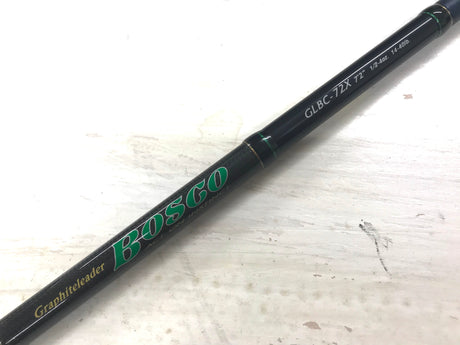 Graphiteleader
BOSCO
GLBC-72X 7'2" 1/2-4oz. 14-40lb.